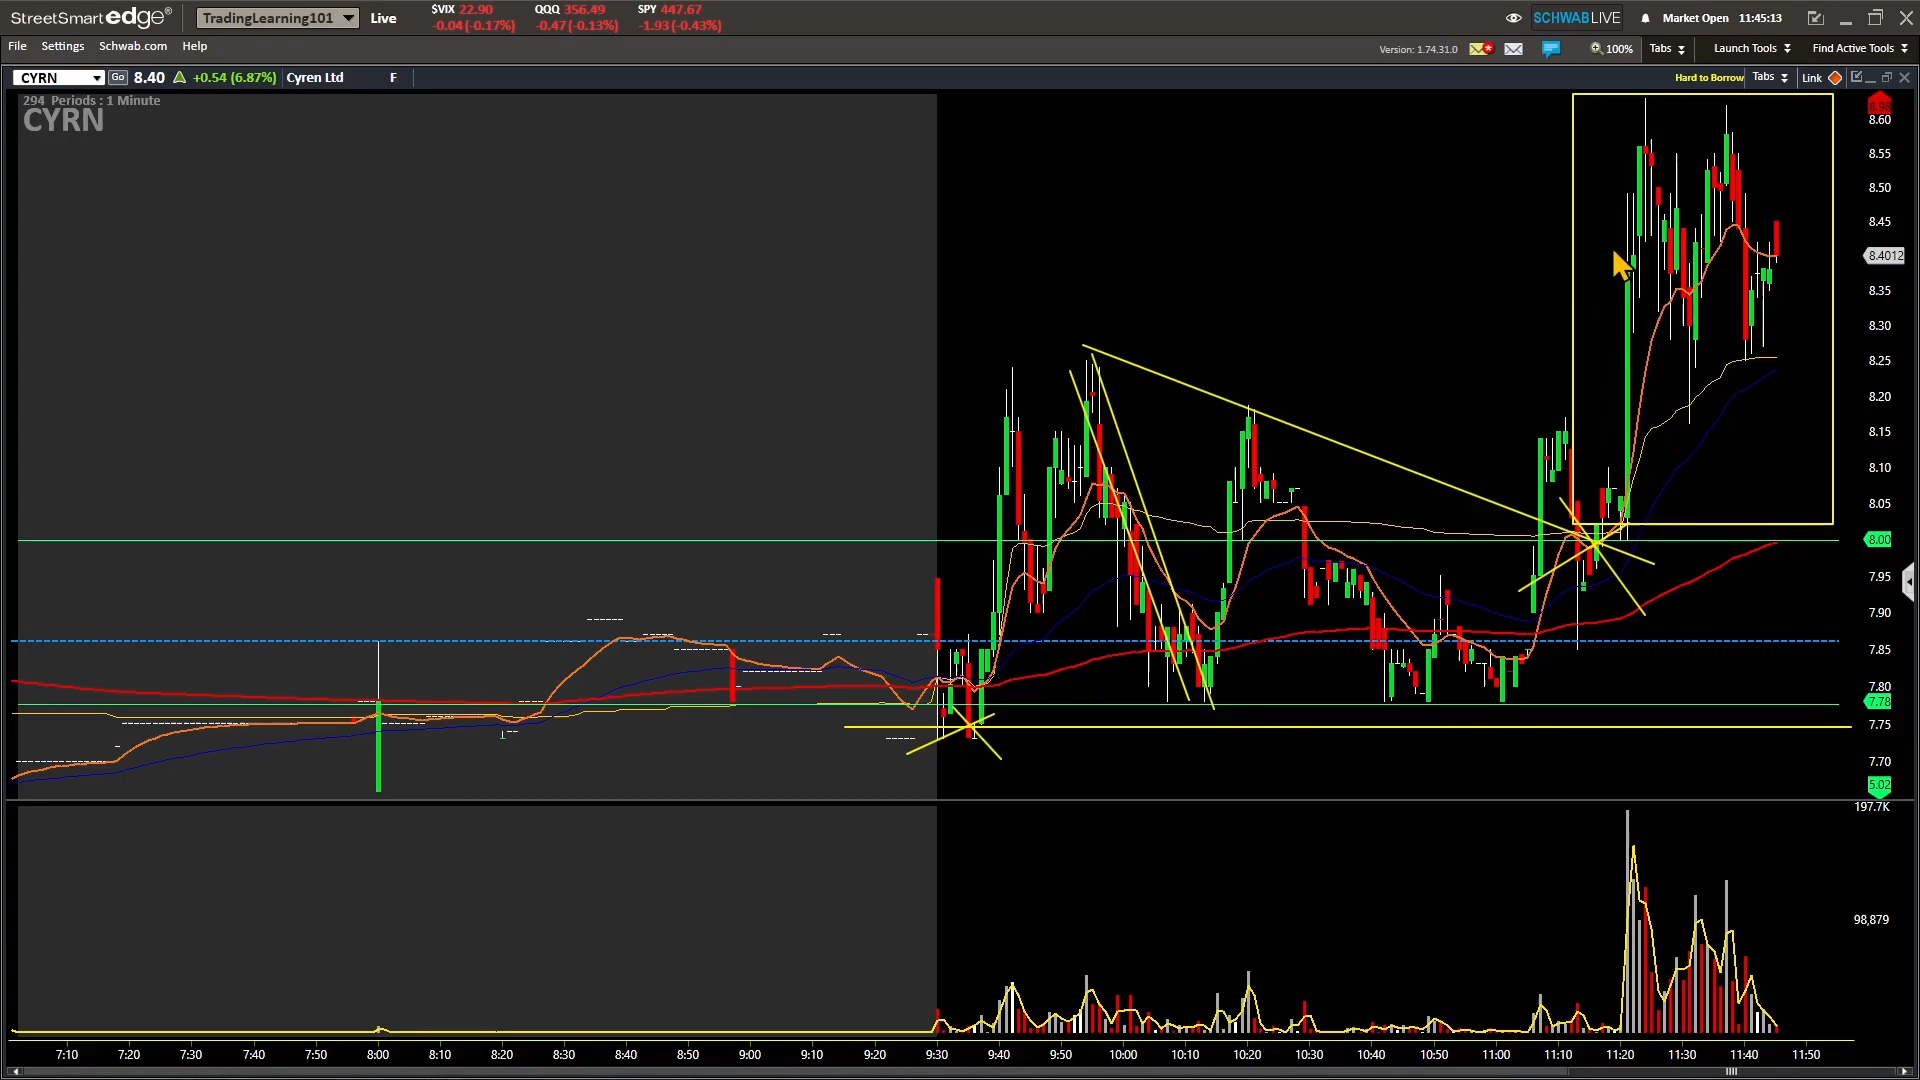 StreetSmart edge® TradingLearning101 Live $VIX 22.90 QQQ 356.49 SPY 447.67 SCHWABLIVE Market Open 11:45:13
-0.04 (-0.17%) -0.47 (-0.13%) -1.93 (-0.43%)
File Settings Schwab.com Help Version: 1.74.31.0 100% Tabs Launch Tools Find Active Tools
CYRN Go 8.40 +0.54 (6.87%) Cyren Ltd F Hard to Borrow Tabs Link
294 Periods : 1 Minute
CYRN
8.98
8.60
8.55
8.50
8.45
8.4012
8.35
8.30
8.25
8.20
8.15
8.10
8.05
8.00
7.95
7.90
7.85
7.80
7.78
7.75
7.70
5.02
197.7K
98,879
7:10 7:20 7:30 7:40 7:50 8:00 8:10 8:20 8:30 8:40 8:50 9:00 9:10 9:20 9:30 9:40 9:50 10:00 10:10 10:20 10:30 10:40 10:50 11:00 11:10 11:20 11:30 11:40 11:50